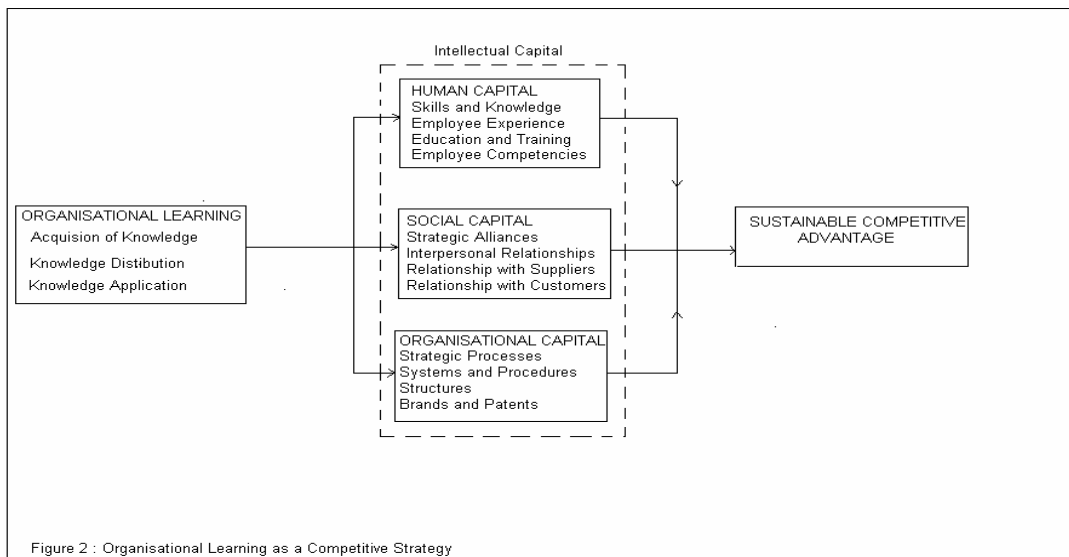 Intellectual Capital
HUMAN CAPITAL
Skills and Knowledge
Employee Experience
Education and Training
Employee Competencies
ORGANISATIONAL LEARNING
Acquision of Knowledge
Knowledge Distibution
Knowledge Application
SOCIAL CAPITAL
Strategic Alliances
Interpersonal Relationships
Relationship with Suppliers
Relationship with Customers
SUSTAINABLE COMPETITIVE
ADVANTAGE
ORGANISATIONAL CAPITAL
Strategic Processes
Systems and Procedures
Structures
Brands and Patents
Figure 2 : Organisational Learning as a Competitive Strategy